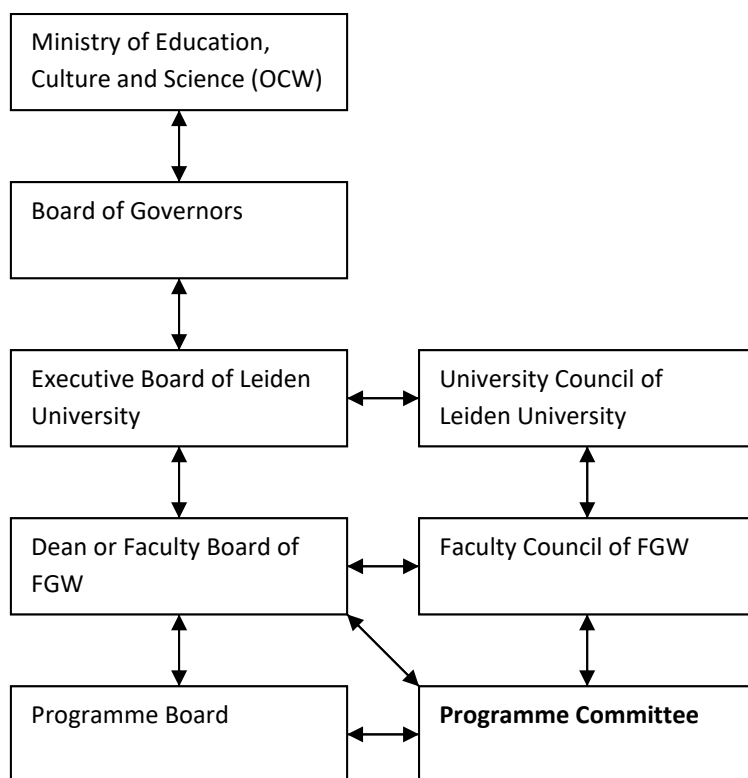 Ministry of Education,
Culture and Science (OCW)
Board of Governors
Executive Board of Leiden
University
University Council of
Leiden University
Dean or Faculty Board of
FGW
Faculty Council of FGW
Programme Board
Programme Committee